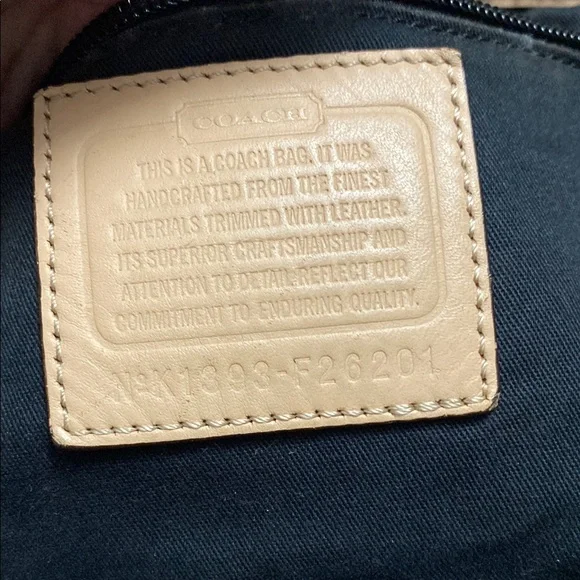 COACH
THIS IS A COACH BAG. IT WAS
HANDCRAFTED FROM THE FINEST
MATERIALS TRIMMED WITH LEATHER.
ITS SUPERIOR CRAFTSMANSHIP AND
ATTENTION TO DETAIL REFLECT OUR
COMMITMENT TO ENDURING QUALITY.
Nº K1393-F26201